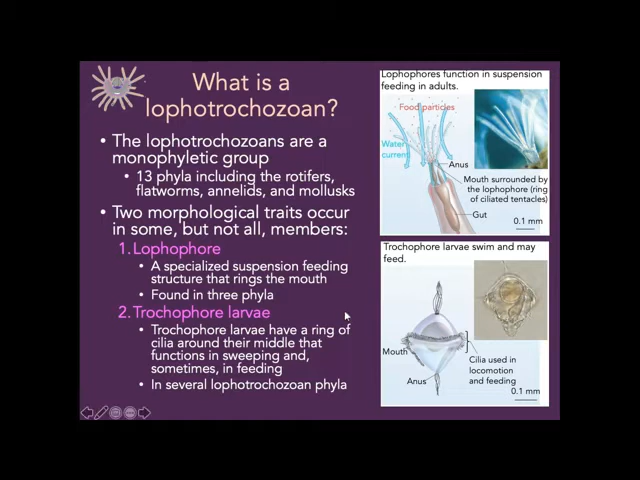 What is a
lophotrochozoan?
• The lophotrochozoans are a
monophyletic group
• 13 phyla including the rotifers,
flatworms, annelids, and mollusks
• Two morphological traits occur
in some, but not all, members:
1. Lophophore
• A specialized suspension feeding
structure that rings the mouth
• Found in three phyla
2. Trochophore larvae
• Trochophore larvae have a ring of
cilia around their middle that
functions in sweeping and,
sometimes, in feeding
• In several lophotrochozoan phyla
Lophophores function in suspension
feeding in adults.
Food particles
Water
current
Anus
Mouth surrounded by
the lophophore (ring
of ciliated tentacles)
Gut
0.1 mm
Trochophore larvae swim and may
feed.
Mouth
Anus
Cilia used in
locomotion
and feeding
0.1 mm